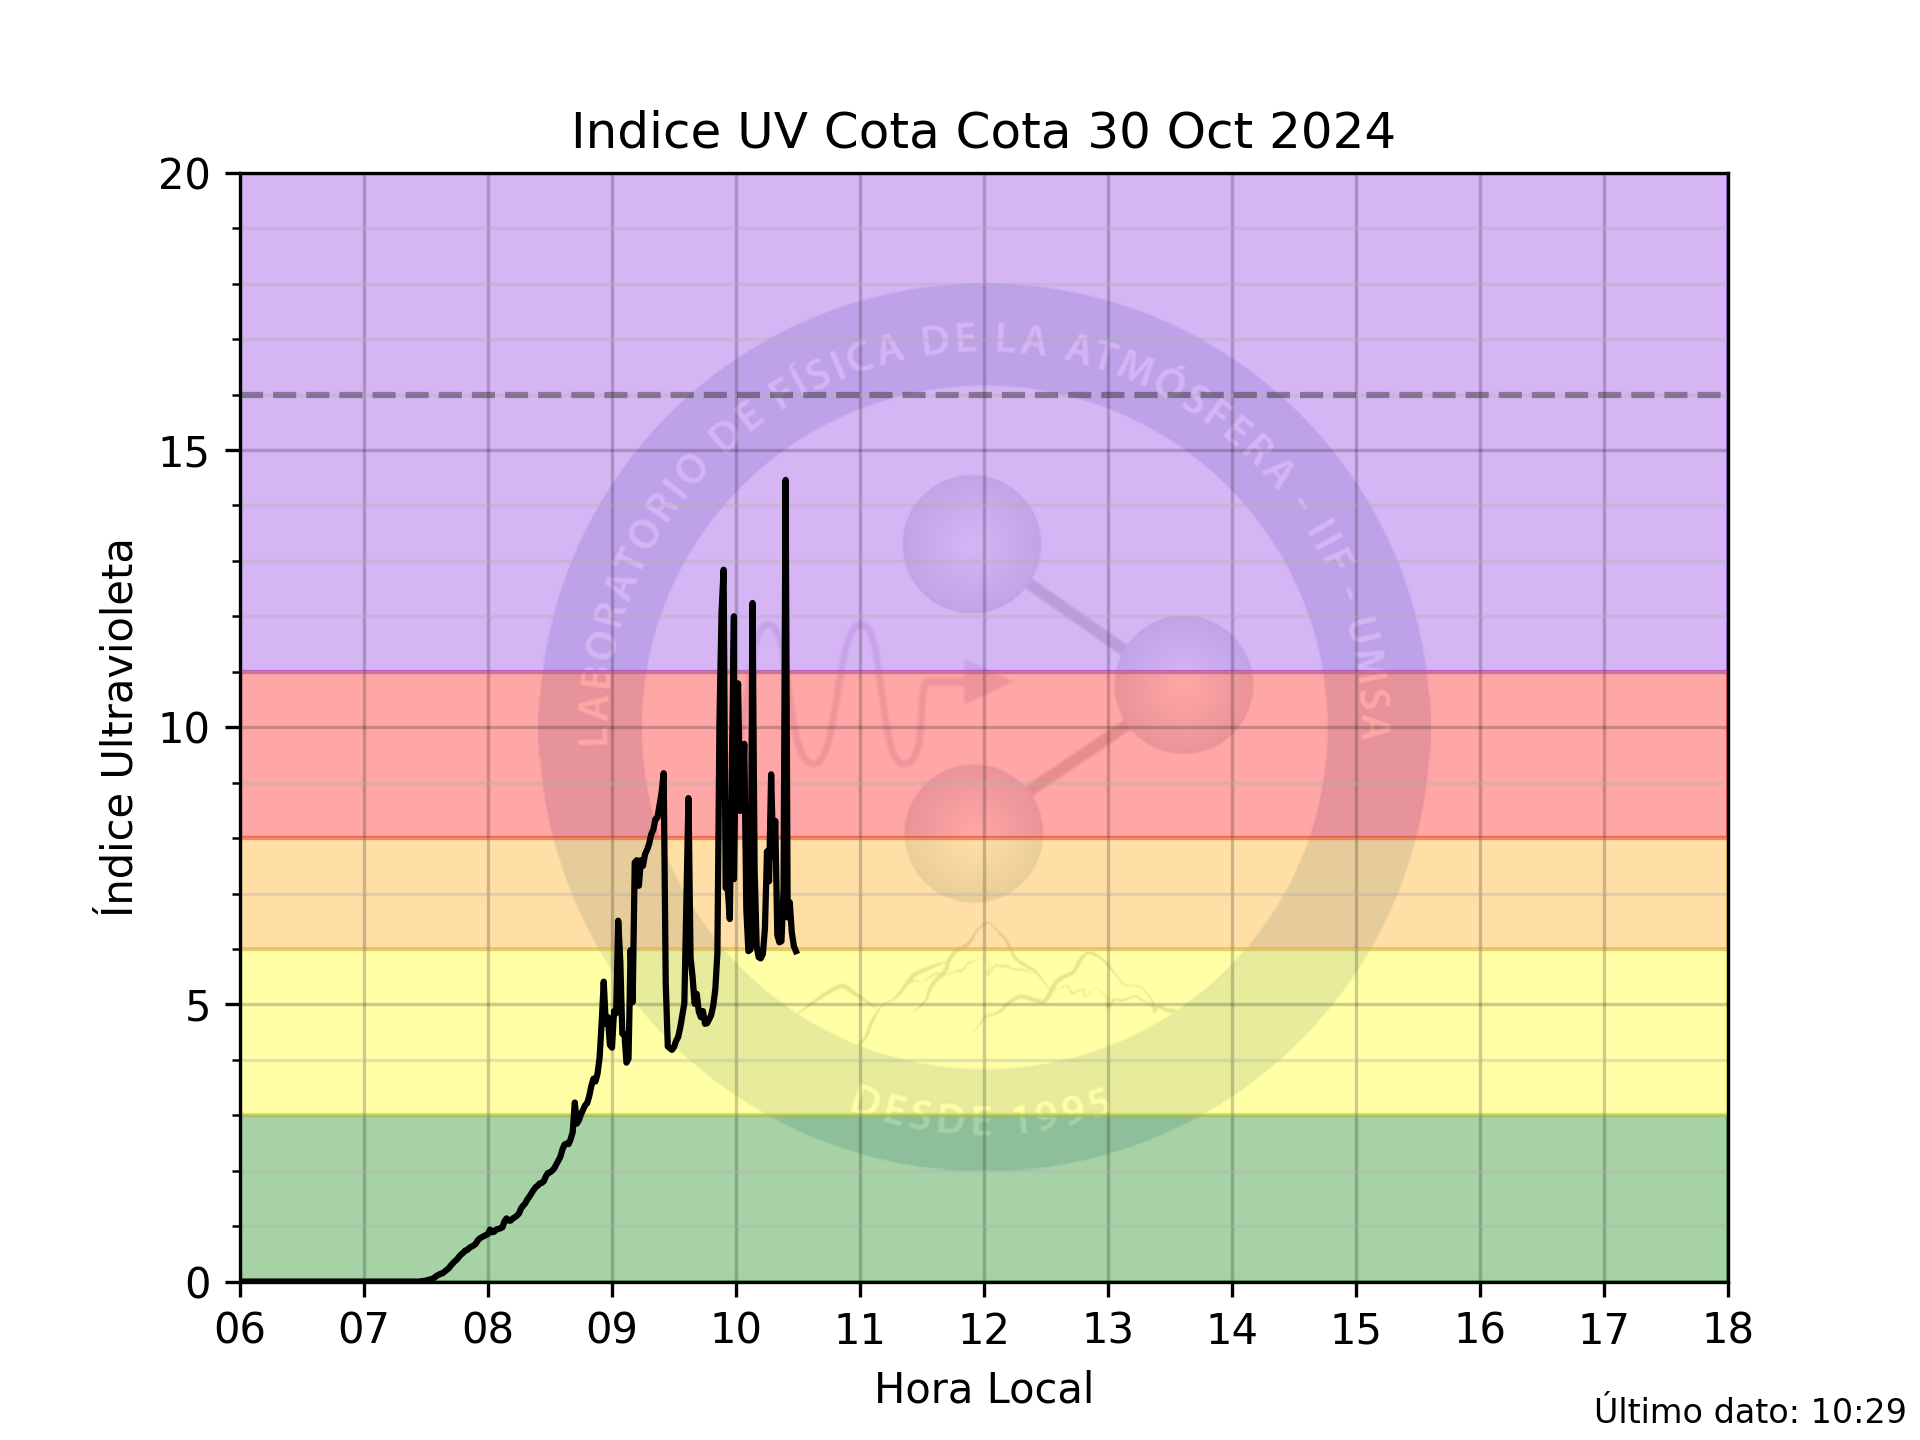 Indice UV Cota Cota 30 Oct 2024
20
15
10
5
0
Índice Ultravioleta
LABORATORIO DE FÍSICA DE LA ATMÓSFERA - IIF - UMSA
DESDE 1995
06 07 08 09 10 11 12 13 14 15 16 17 18
Hora Local
Último dato: 10:29